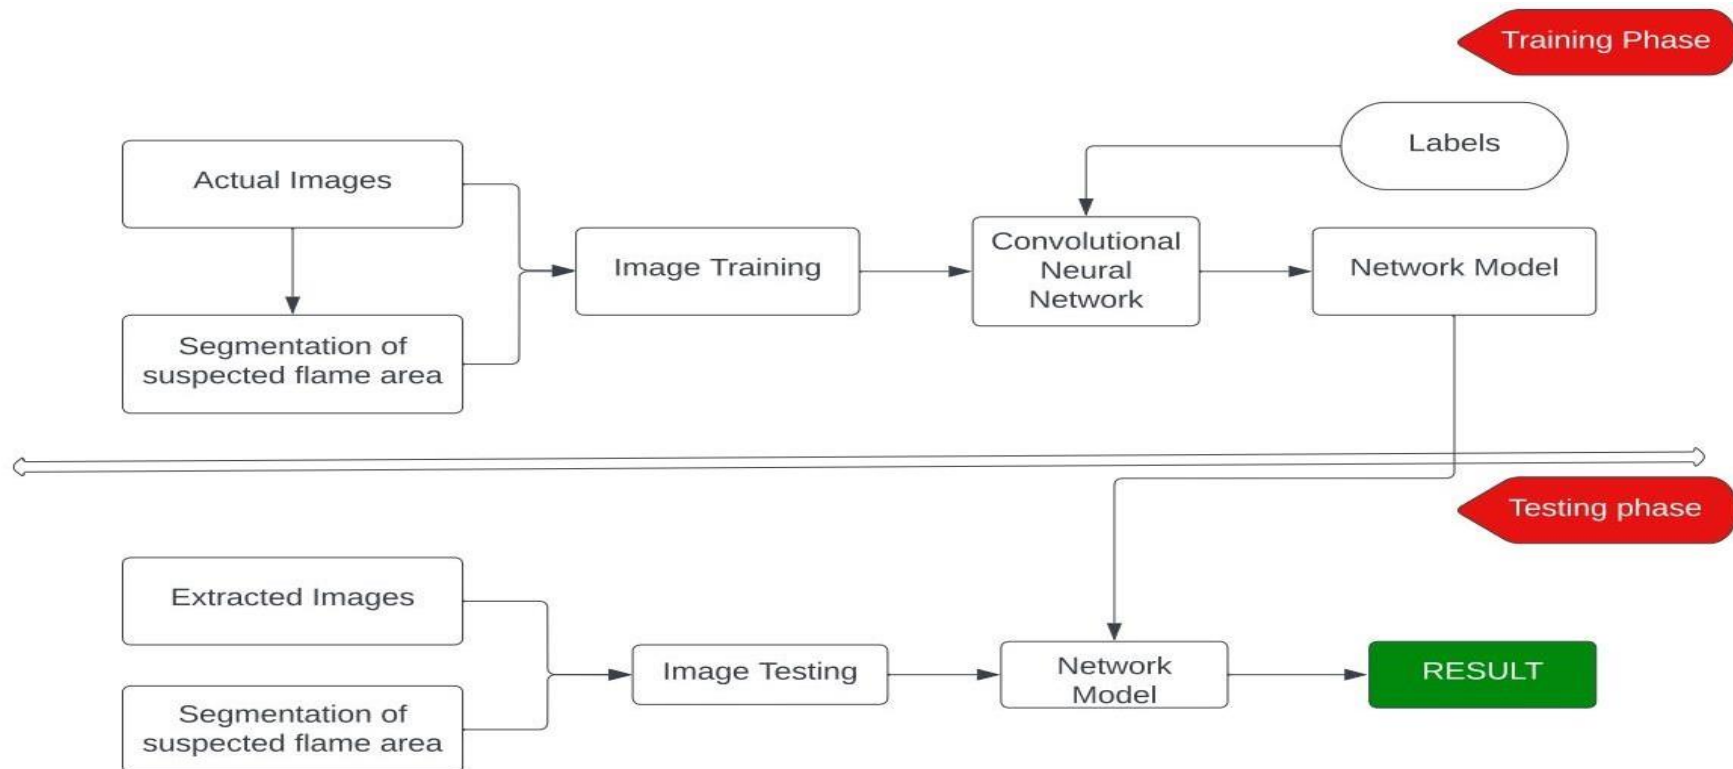 Training Phase
Labels
Actual Images
Image Training
Convolutional
Neural
Network
Network Model
Segmentation of
suspected flame area
Testing phase
Extracted Images
Image Testing
Network
Model
RESULT
Segmentation of
suspected flame area